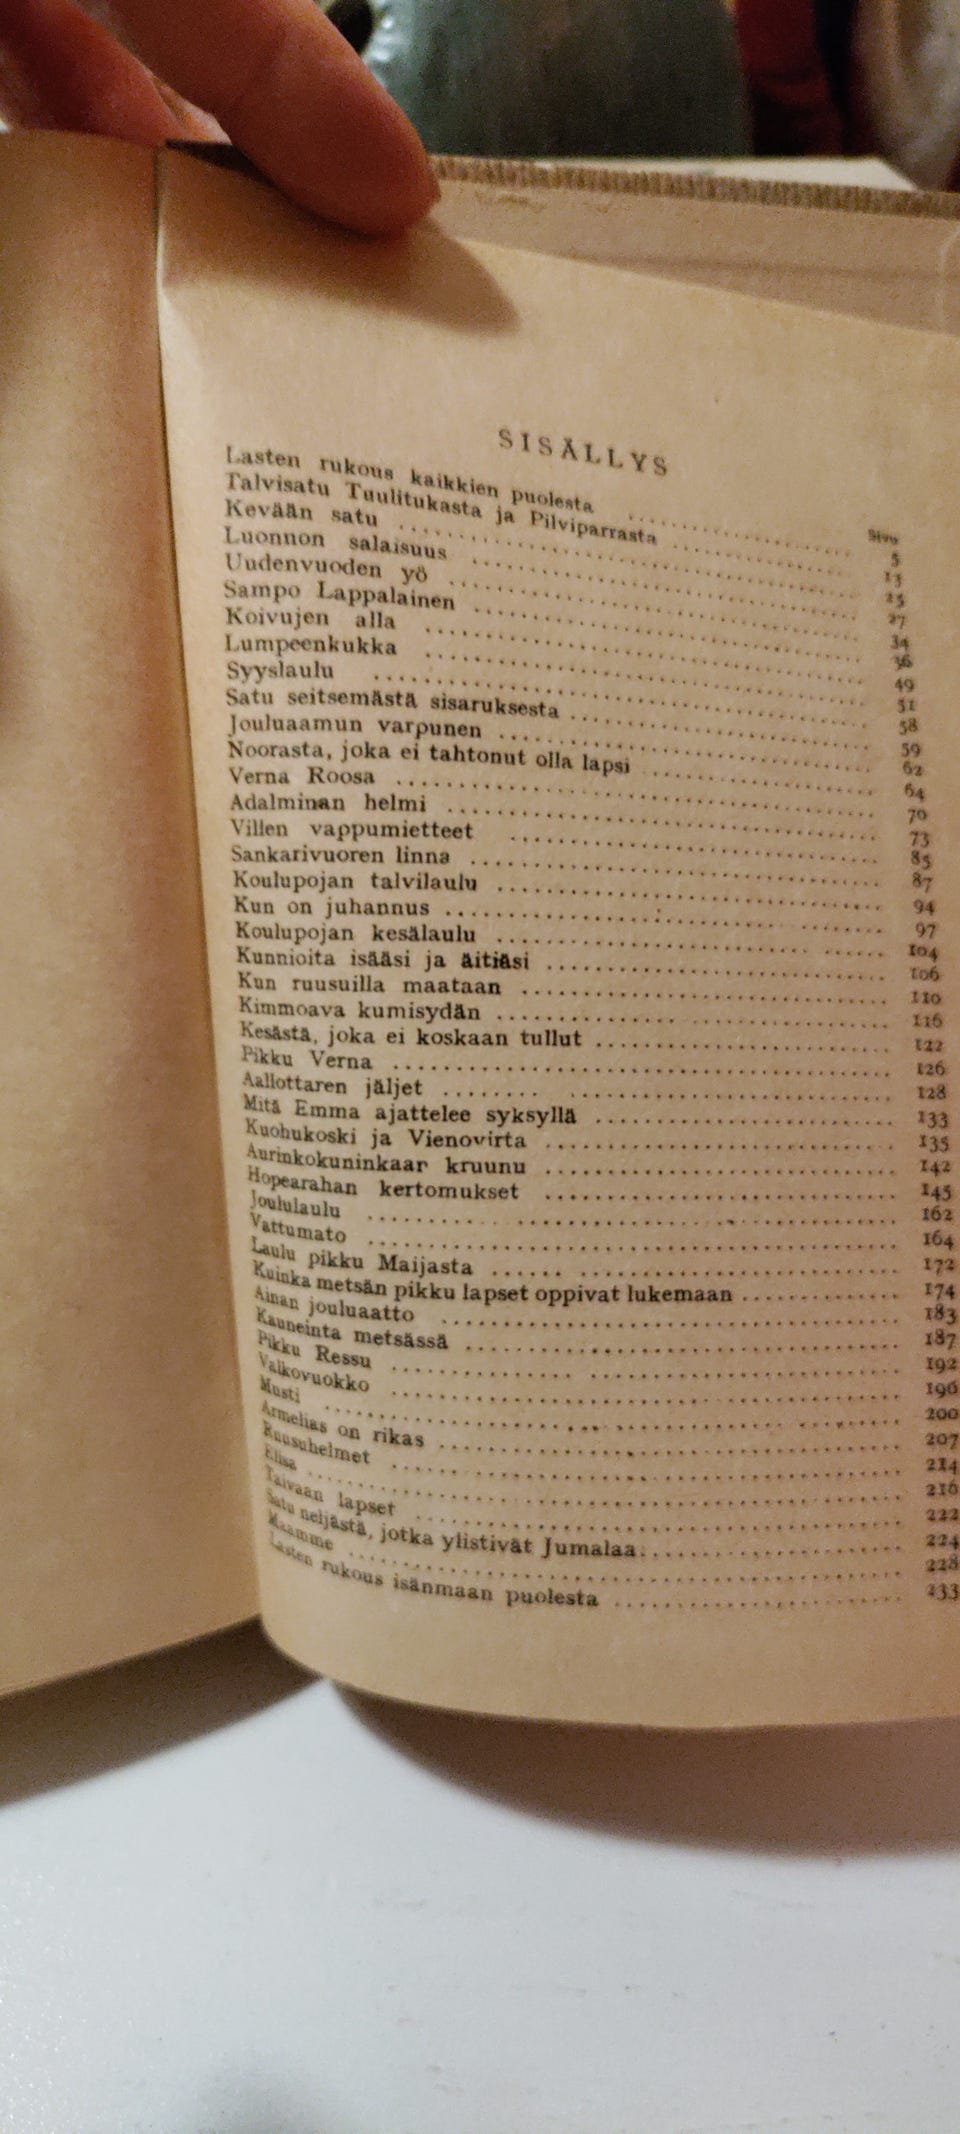 SISÄLLYS
Sivu
Lasten rukous kaikkien puolesta ........ 5
Talvisatu Tuulitukasta ja Pilviparrasta ........ 13
Kevään satu ........ 25
Luonnon salaisuus ........ 27
Uudenvuoden yö ........ 34
Sampo Lappalainen ........ 36
Koivujen alla ........ 49
Lumpeenkukka ........ 51
Syyslaulu ........ 58
Satu seitsemästä sisaruksesta ........ 59
Jouluaamun varpunen ........ 62
Noorasta, joka ei tahtonut olla lapsi ........ 64
Verna Roosa ........ 70
Adalminan helmi ........ 73
Villen vappumietteet ........ 85
Sankarivuoren linna ........ 87
Koulupojan talvilaulu ........ 94
Kun on juhannus ........ 97
Koulupojan kesälaulu ........ 104
Kunnioita isääsi ja äitiäsi ........ 106
Kun ruusuilla maataan ........ 110
Kimmoava kumisydän ........ 116
Kesästä, joka ei koskaan tullut ........ 122
Pikku Verna ........ 126
Aallottaren jäljet ........ 128
Mitä Emma ajattelee syksyllä ........ 133
Kuohukoski ja Vienovirta ........ 135
Aurinkokuninkaar kruunu ........ 142
Hopearahan kertomukset ........ 145
Joululaulu ........ 162
Vattumato ........ 164
Laulu pikku Maijasta ........ 172
Kuinka metsän pikku lapset oppivat lukemaan ........ 174
Ainan jouluaatto ........ 183
Kauneinta metsässä ........ 187
Pikku Ressu ........ 192
Valkovuokko ........ 196
Musti ........ 200
Armelias on rikas ........ 207
Ruusuhelmet ........ 214
Elisa ........ 216
Taivaan lapset ........ 222
Satu neljästä, jotka ylistivät Jumalaa ........ 224
Maamme ........ 228
Lasten rukous isänmaan puolesta ........ 233